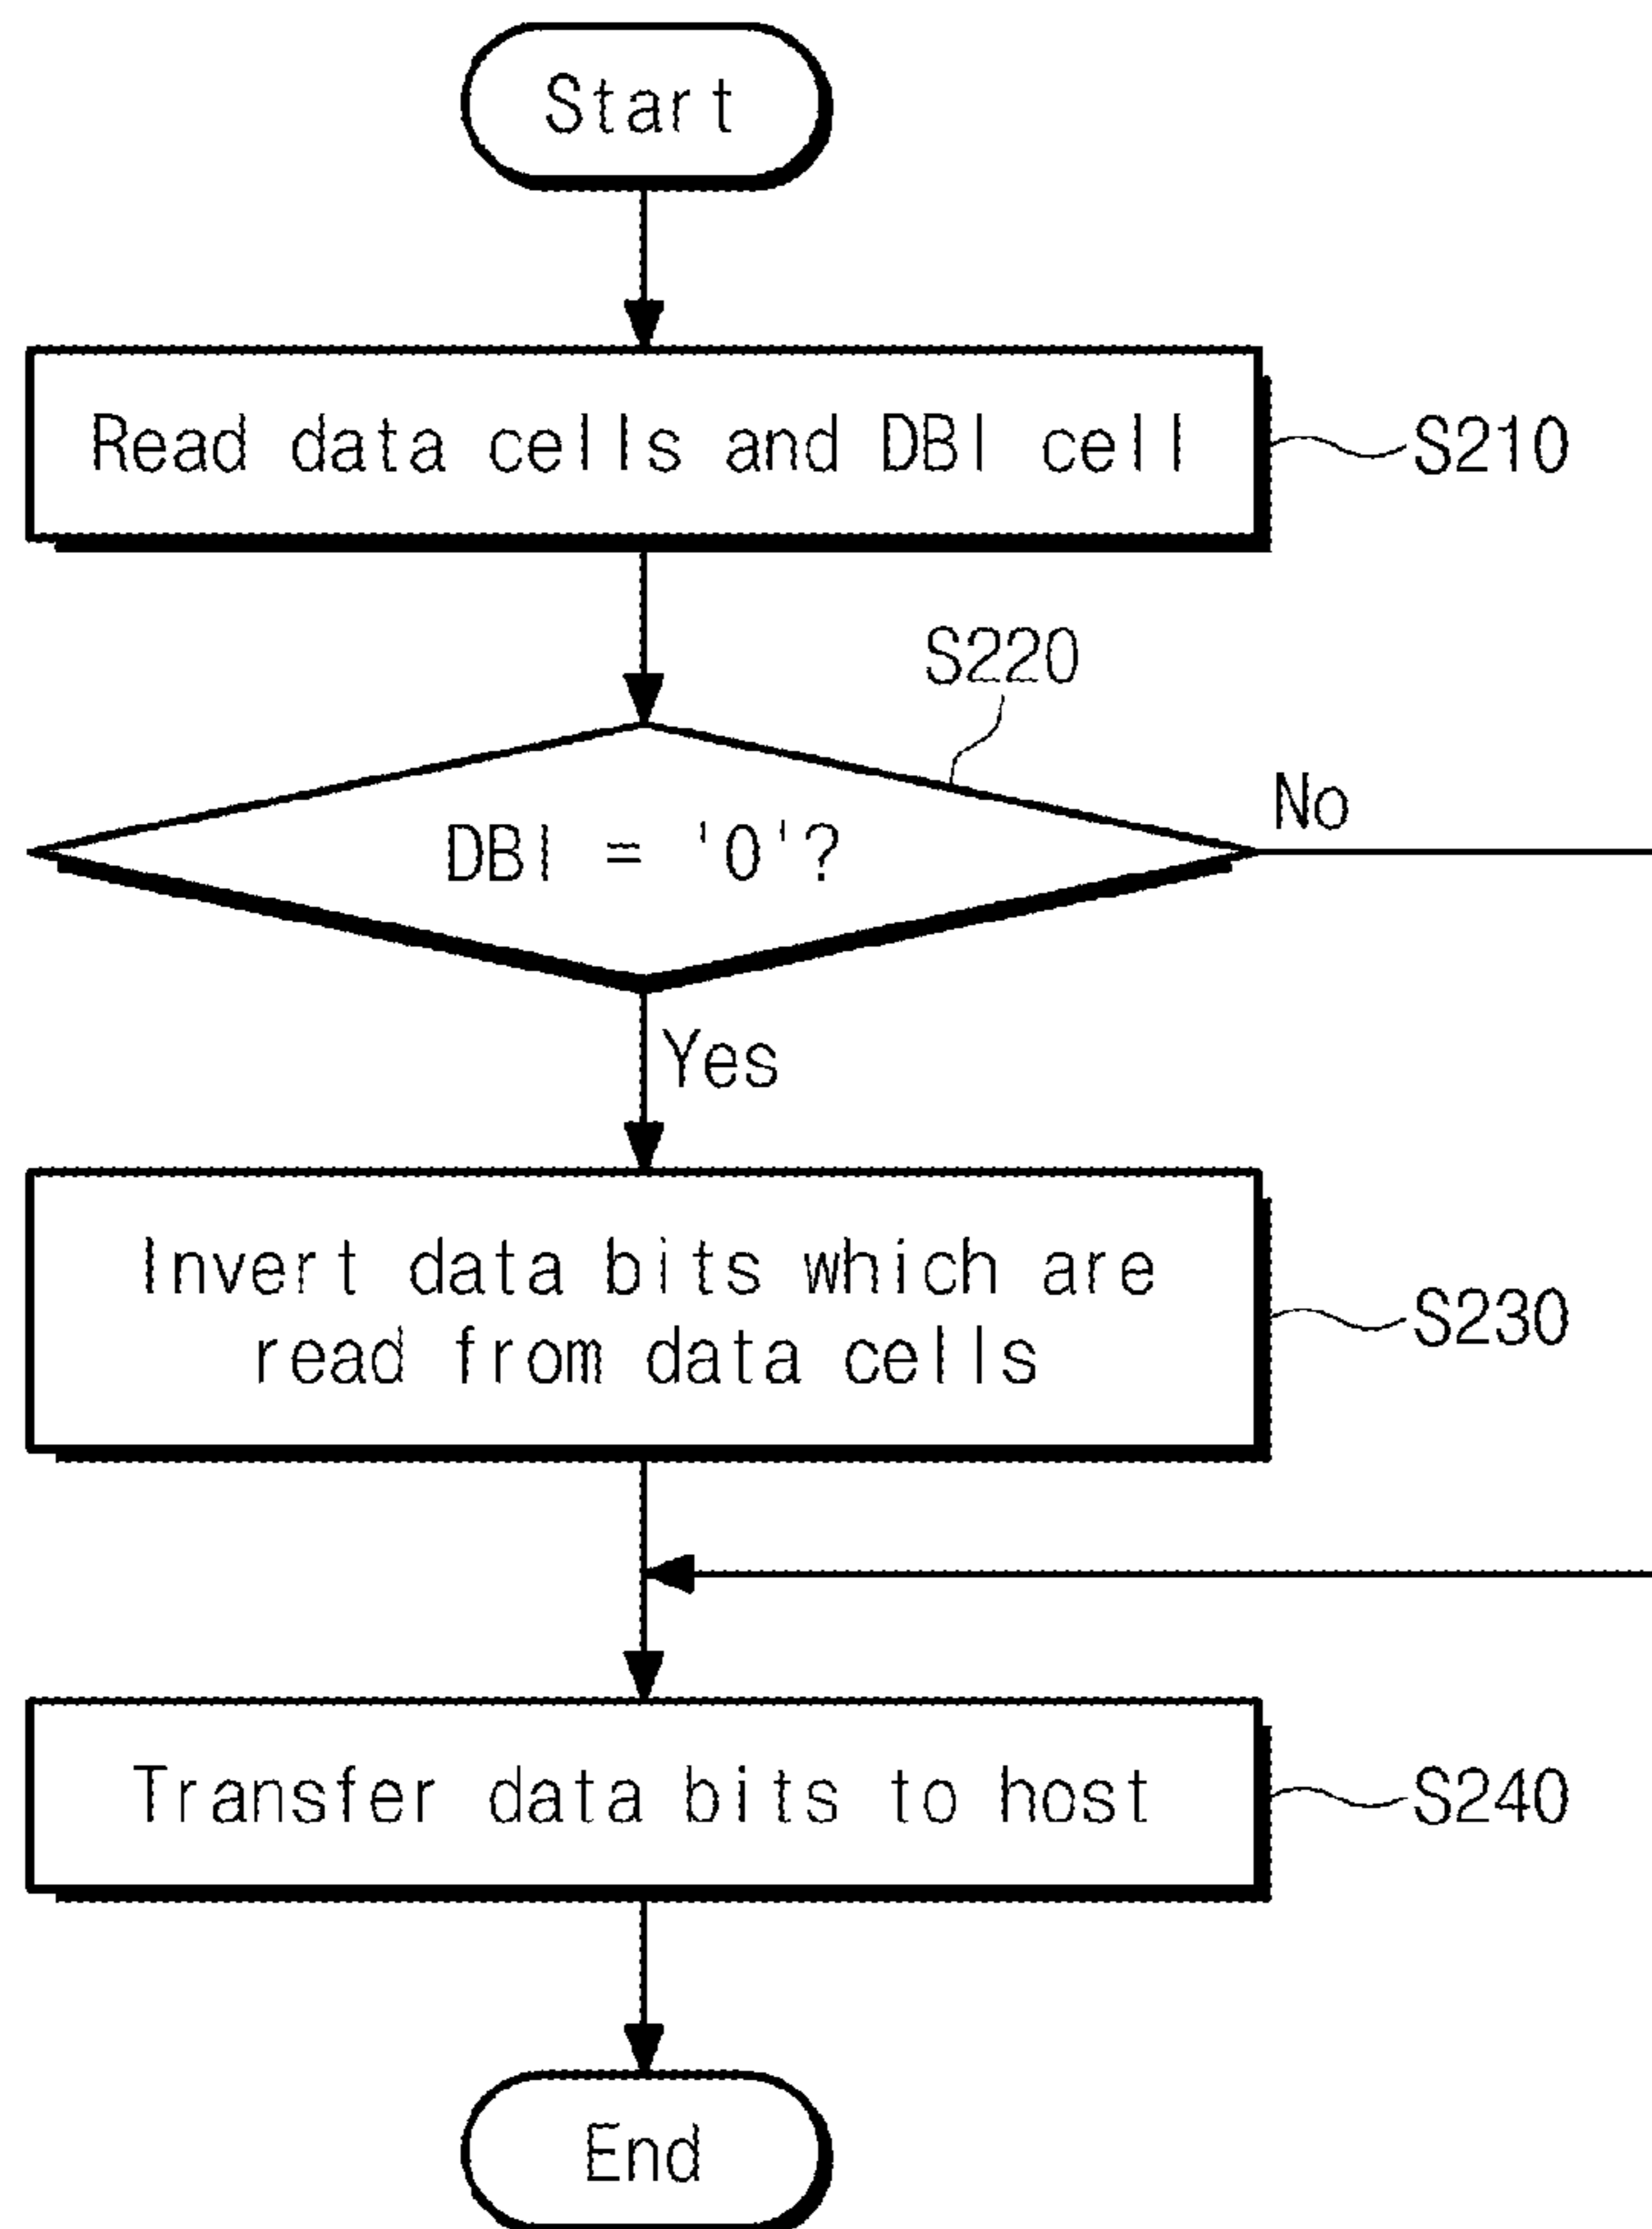 Start
Read data cells and DBI cell
S210
S220
DBI = '0'?
No
Yes
Invert data bits which are
read from data cells
S230
Transfer data bits to host
S240
End